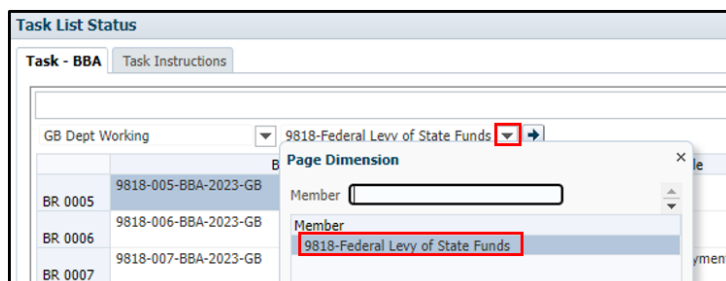 Task List Status
Task - BBA Task Instructions
GB Dept Working 9818-Federal Levy of State Funds
B
Page Dimension
le
Member
BR 0005 9818-005-BBA-2023-GB
Member
9818-Federal Levy of State Funds
BR 0006 9818-006-BBA-2023-GB
BR 0007 9818-007-BBA-2023-GB
ymen